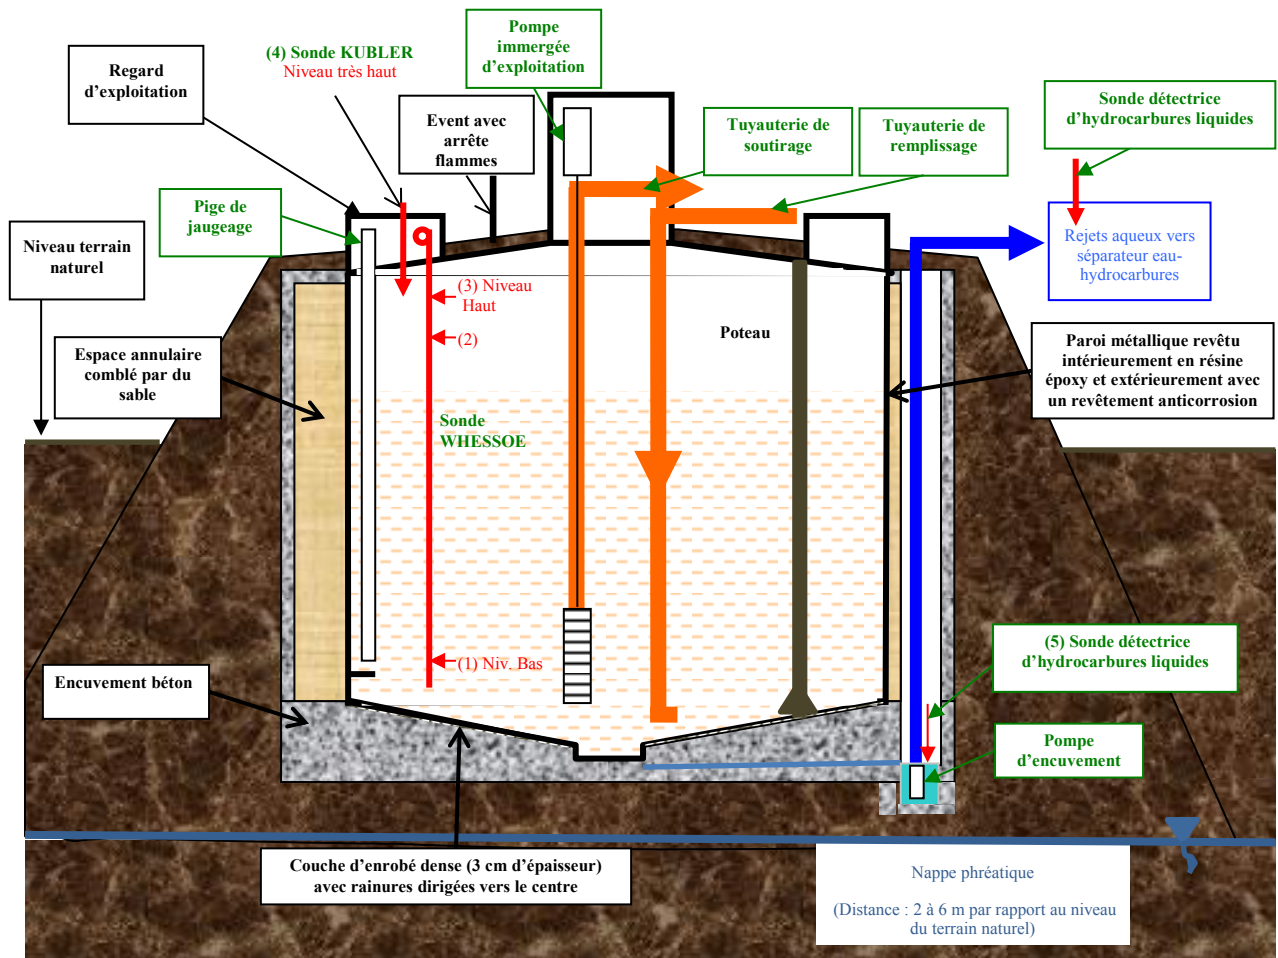 Pompe
immergée
d'exploitation
(4) Sonde KUBLER
Niveau très haut
Regard
d'exploitation
Event avec
arrête
flammes
Tuyauterie de
soutirage
Tuyauterie de
remplissage
Sonde détectrice
d'hydrocarbures liquides
Pige de
jaugeage
Niveau terrain
naturel
Rejets aqueux vers
séparateur eau-
hydrocarbures
(3) Niveau
Haut
(2)
Poteau
Espace annulaire
comblé par du
sable
Paroi métallique revêtu
intérieurement en résine
époxy et extérieurement avec
un revêtement anticorrosion
Sonde
WHESSOE
(1) Niv. Bas
(5) Sonde détectrice
d'hydrocarbures liquides
Encuvement béton
Pompe
d'encuvement
Couche d'enrobé dense (3 cm d'épaisseur)
avec rainures dirigées vers le centre
Nappe phréatique
(Distance : 2 à 6 m par rapport au niveau
du terrain naturel)